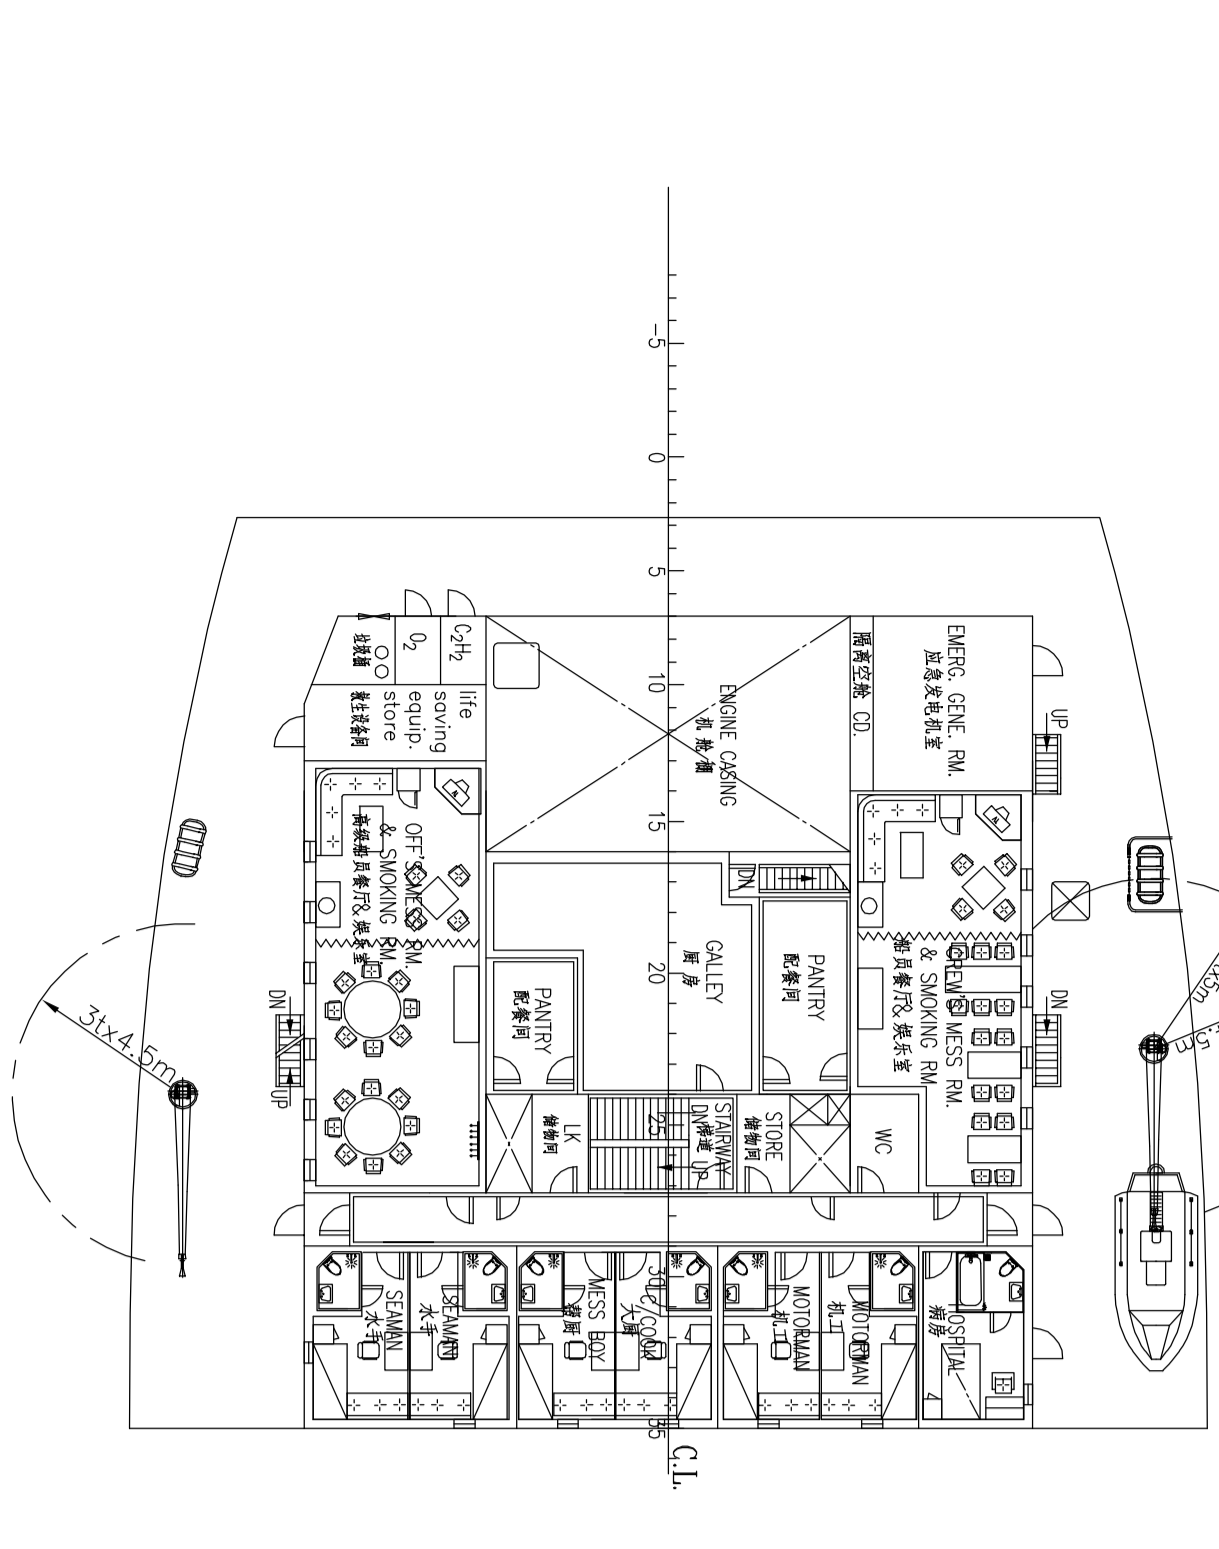 -5
0
5
10
15
20
25
30
35
C.L.
C₂H₂
O₂
垃圾桶
life
saving
equip.
store
救生设备间
ENGINE CASING
机舱棚
隔离空舱 CD.
EMERG. GENE. RM.
应急发电机室
UP
OFF'S MESS RM.
& SMOKING RM.
高级船员餐厅& 娱乐室
DN
GALLEY
厨房
PANTRY
配餐间
PANTRY
配餐间
CREW'S MESS RM.
& SMOKING RM
船员餐厅& 娱乐室
DN
UP
DN
3tx4.5m
LK
储物间
STAIRWAY
梯道
DN
UP
STORE
储物间
WC
SEAMAN
水手
SEAMAN
水手
MESS BOY
帮厨
C/COOK
大厨
MOTORMAN
机工
MOTORMAN
机工
HOSPITAL
病房